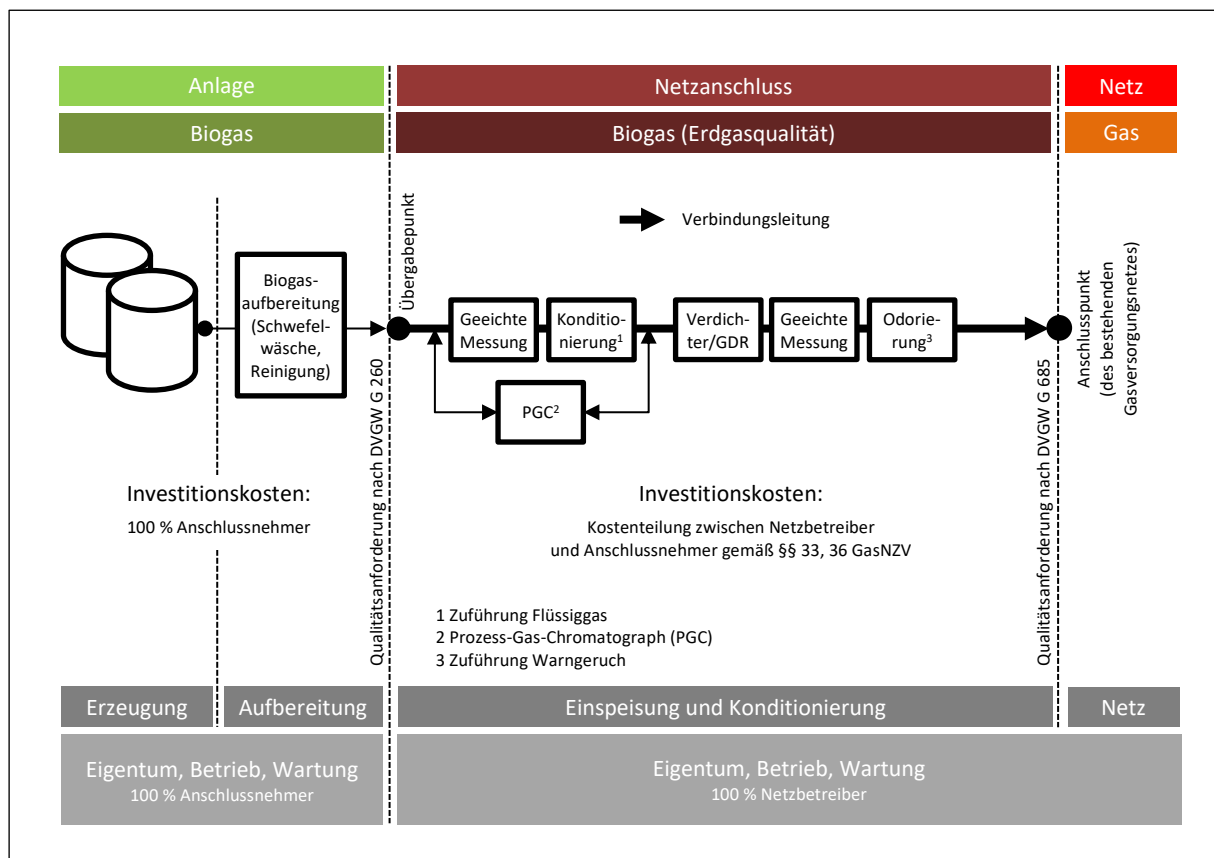 Anlage
Netzanschluss
Netz
Biogas
Biogas (Erdgasqualität)
Gas
Übergabepunkt
Verbindungsleitung
Biogas-
aufbereitung
(Schwefel-
wäsche,
Reinigung)
Geeichte
Messung
Konditio-
nierung¹
Verdich-
ter/GDR
Geeichte
Messung
Odorie-
rung³
PGC²
Anschlusspunkt
(des bestehenden
Gasversorgungsnetzes)
Qualitätsanforderung nach DVGW G 260
Qualitätsanforderung nach DVGW G 685
Investitionskosten:
100 % Anschlussnehmer
Investitionskosten:
Kostenteilung zwischen Netzbetreiber
und Anschlussnehmer gemäß §§ 33, 36 GasNZV
1 Zuführung Flüssiggas
2 Prozess-Gas-Chromatograph (PGC)
3 Zuführung Warngeruch
Erzeugung
Aufbereitung
Einspeisung und Konditionierung
Netz
Eigentum, Betrieb, Wartung
100 % Anschlussnehmer
Eigentum, Betrieb, Wartung
100 % Netzbetreiber